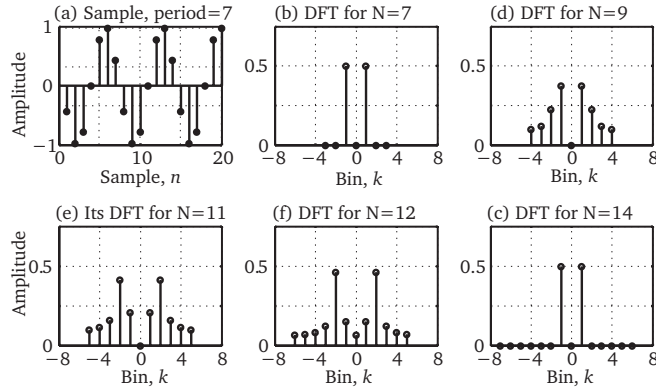 (a) Sample, period=7
(b) DFT for N=7
(d) DFT for N=9
Amplitude
1
0
−1
0
10
20
Sample, n
0.5
0
−8
−4
0
4
8
Bin, k
0.5
0
−8
−4
0
4
8
Bin, k
(e) Its DFT for N=11
(f) DFT for N=12
(c) DFT for N=14
Amplitude
0.5
0
−8
−4
0
4
8
Bin, k
0.5
0
−8
−4
0
4
8
Bin, k
0.5
0
−8
−4
0
4
8
Bin, k